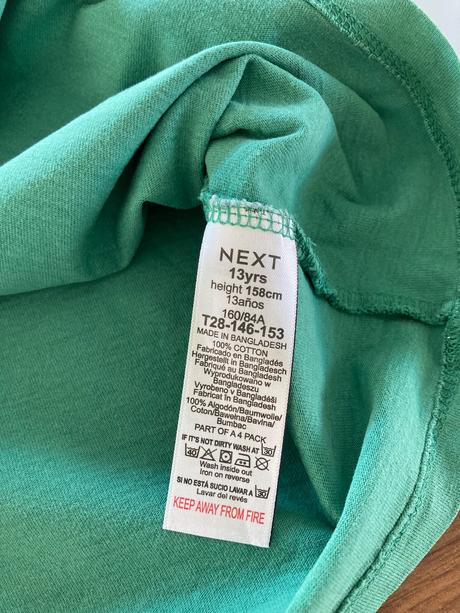 NEXT
13yrs
height 158cm
13años
160/84A
T28-146-153
MADE IN BANGLADESH
100% COTTON
Fabricado en Bangladés
Hergestellt in Bangladesch
Fabriqué au Bangladesh
Wyprodukowano w
Bangladeszu
Vyrobeno v Bangladéši
Fabricat în Bangladesh
100% Algodón/Baumwolle/
Coton/Bawełna/Bavlna/
Bumbac
PART OF A 4 PACK
IF IT'S NOT DIRTY WASH AT 30
40
Wash inside out
Iron on reverse
SI NO ESTÁ SUCIO LAVAR A 30
Lavar del revés
KEEP AWAY FROM FIRE